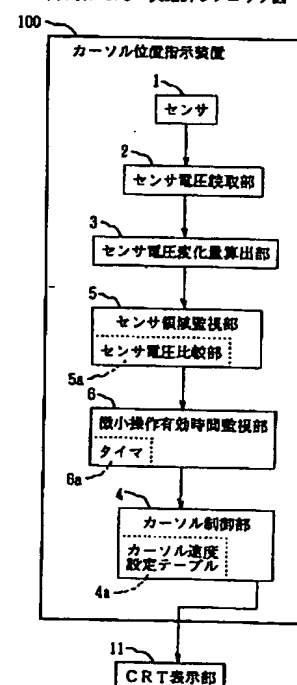 100
カーソル位置指示装置
1
センサ
2
センサ電圧読取部
3
センサ電圧変化量算出部
5
センサ領域監視部
センサ電圧比較部
5a
6
微小操作有効時間監視部
タイマ
6a
4
カーソル制御部
カーソル速度
設定テーブル
4a
11
CRT表示部